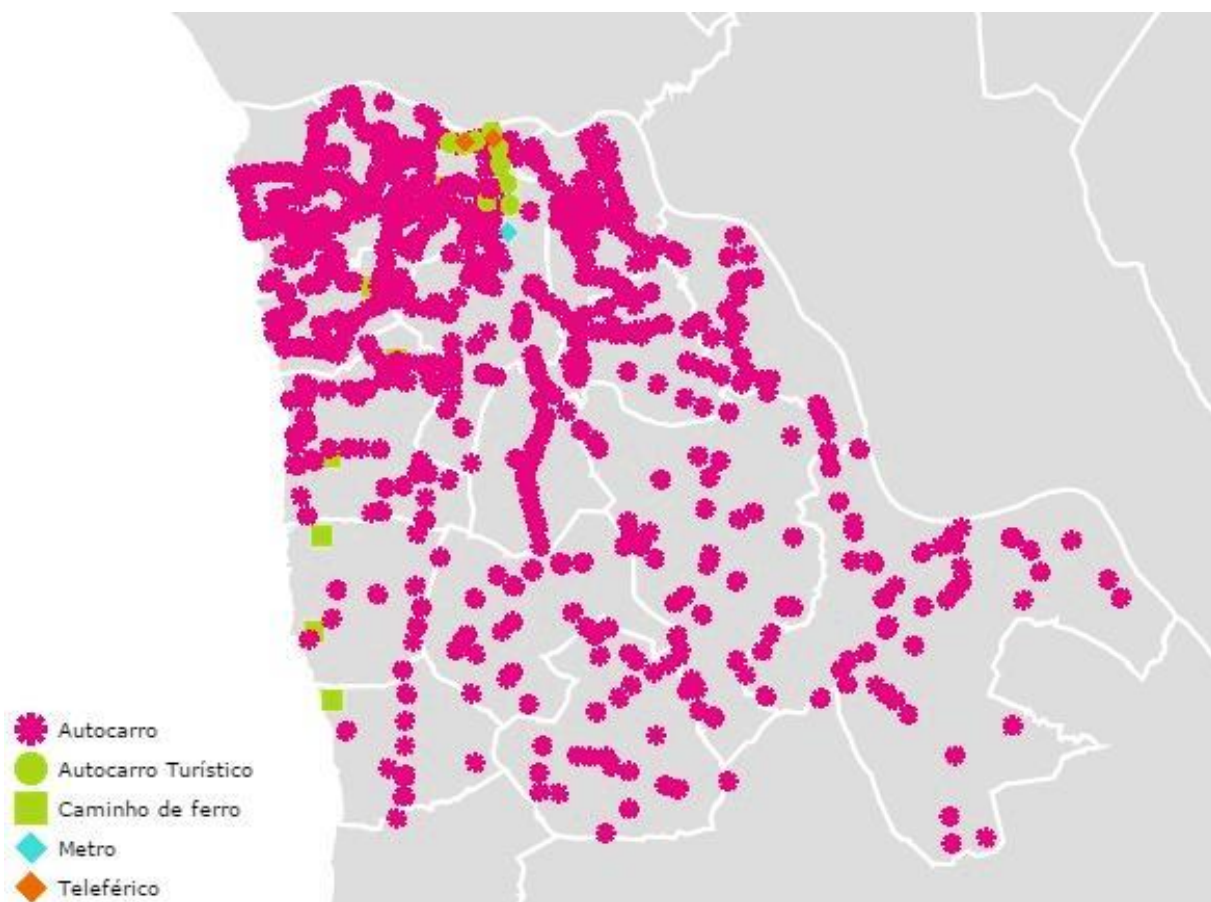 Autocarro
Autocarro Turístico
Caminho de ferro
Metro
Teleférico